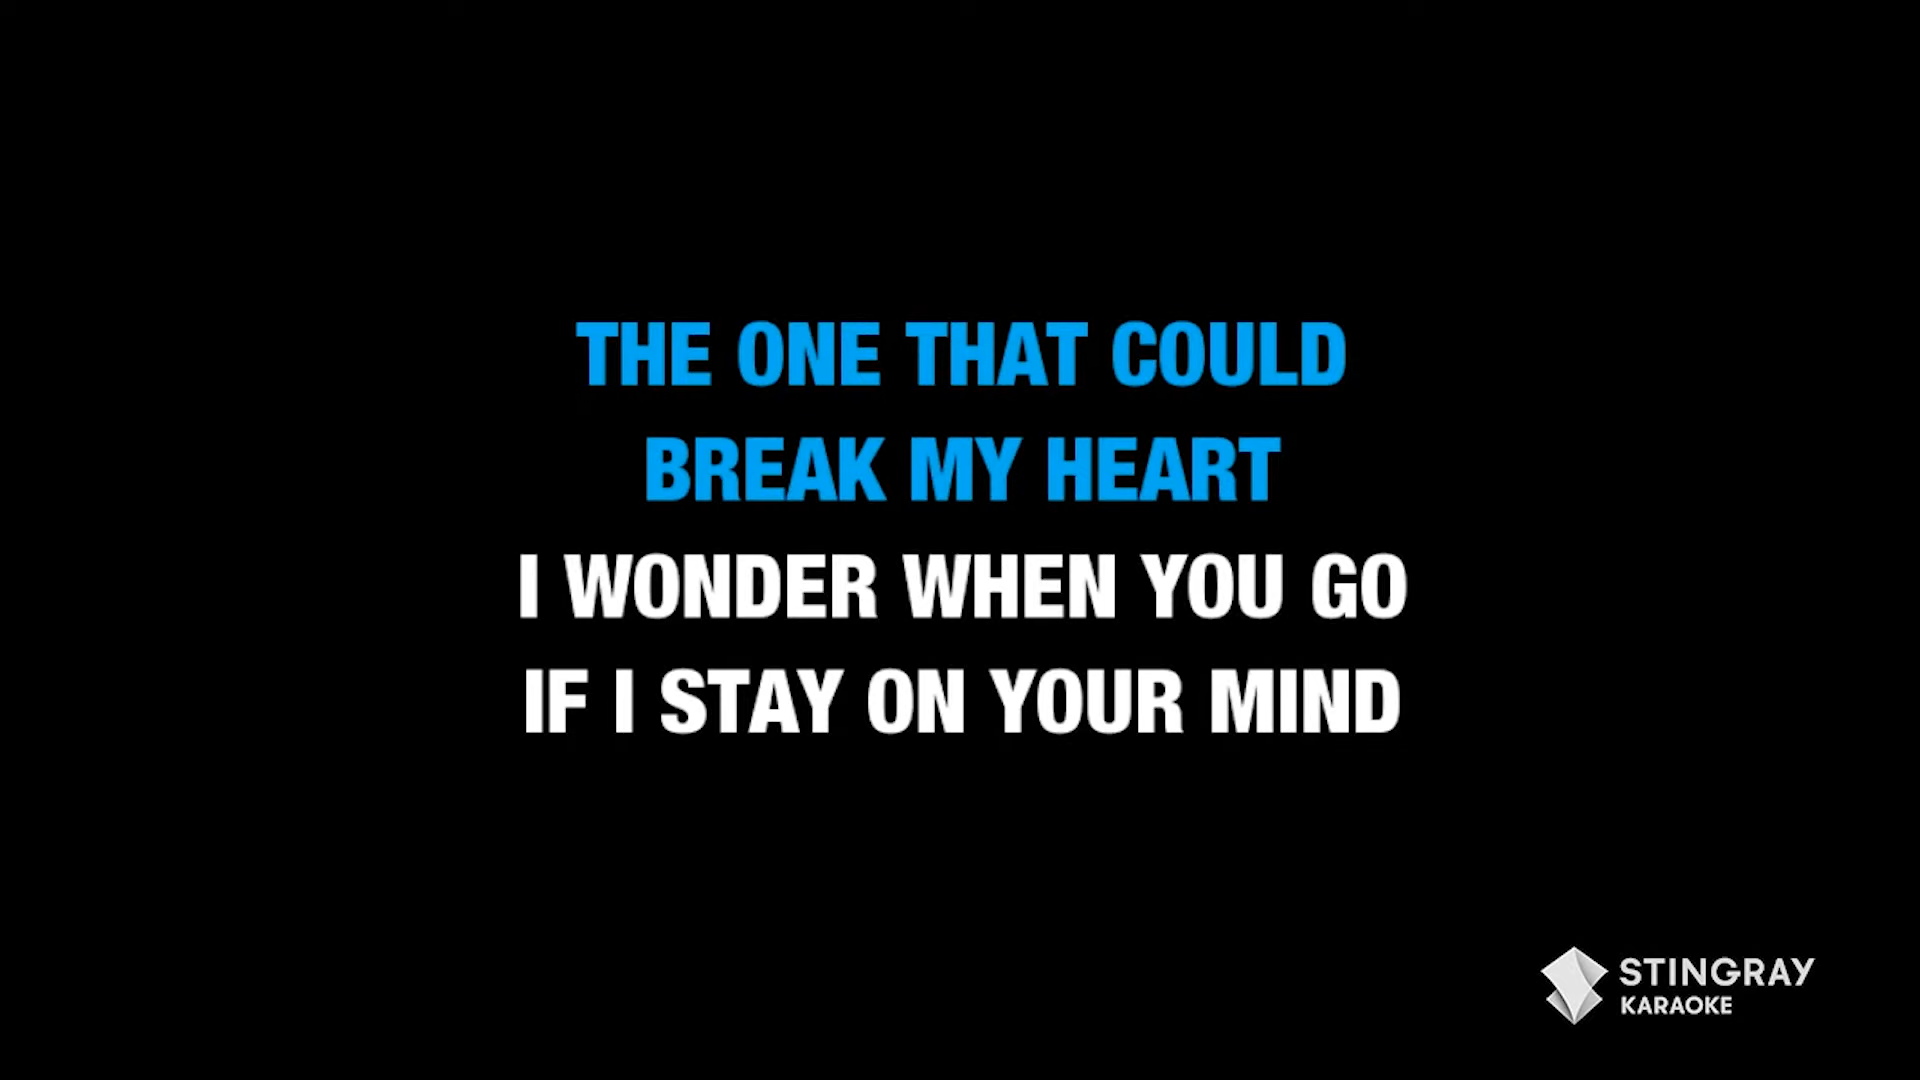 THE ONE THAT COULD
BREAK MY HEART
I WONDER WHEN YOU GO
IF I STAY ON YOUR MIND
STINGRAY
KARAOKE